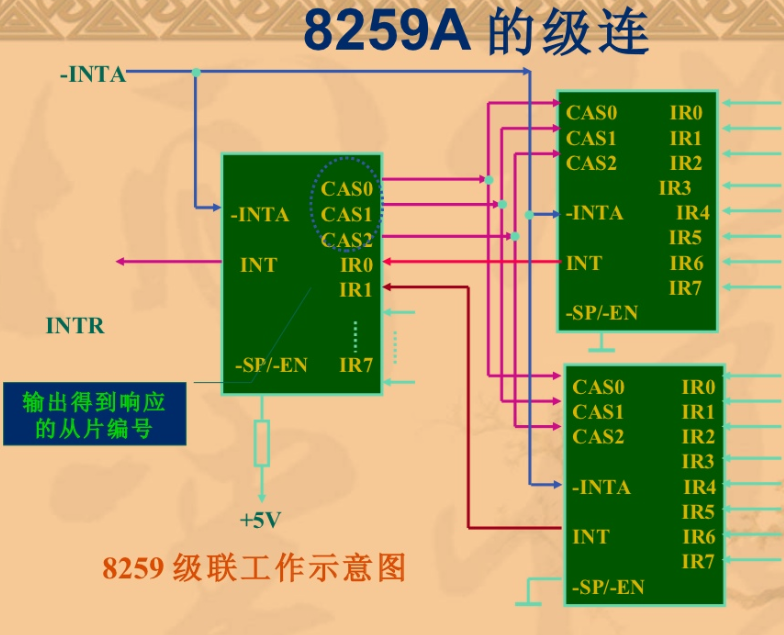 8259A 的级连
-INTA
CAS0
CAS1
CAS2
-INTA
INT
IR0
IR1
-SP/-EN
IR7
INTR
输出得到响应
的从片编号
+5V
8259 级联工作示意图
CAS0 IR0
CAS1 IR1
CAS2 IR2
IR3
-INTA IR4
IR5
INT IR6
IR7
-SP/-EN
CAS0 IR0
CAS1 IR1
CAS2 IR2
IR3
-INTA IR4
IR5
INT IR6
IR7
-SP/-EN